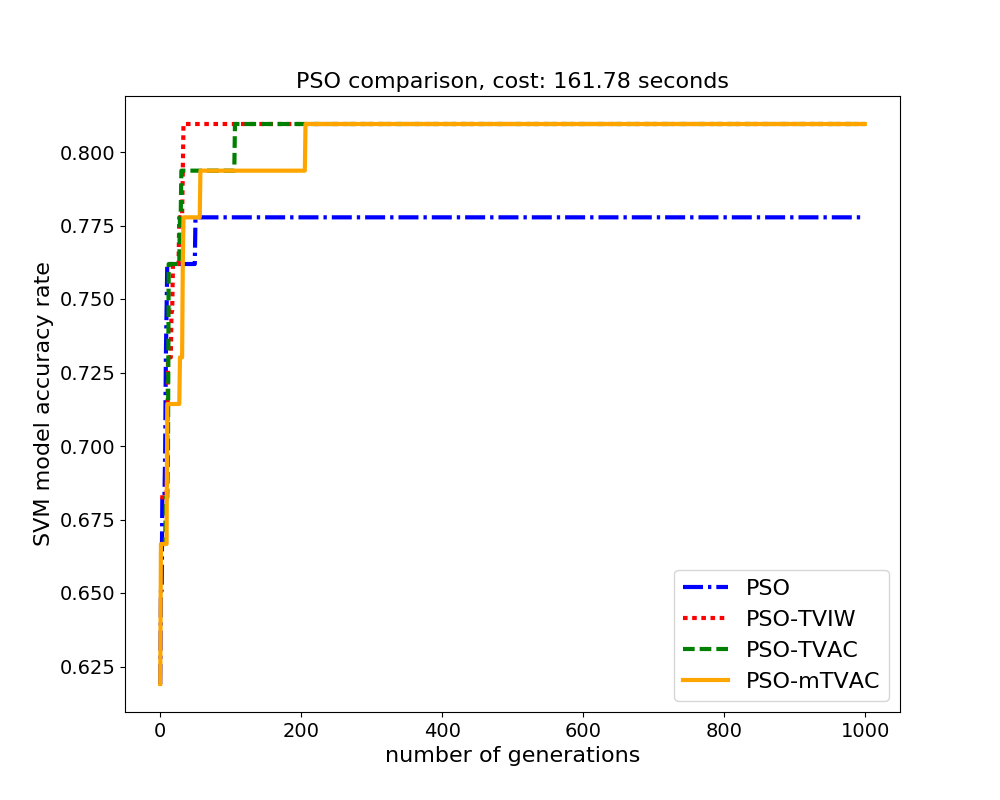 PSO comparison, cost: 161.78 seconds
SVM model accuracy rate
0.800
0.775
0.750
0.725
0.700
0.675
0.650
0.625
0 200 400 600 800 1000
number of generations
PSO
PSO-TVIW
PSO-TVAC
PSO-mTVAC